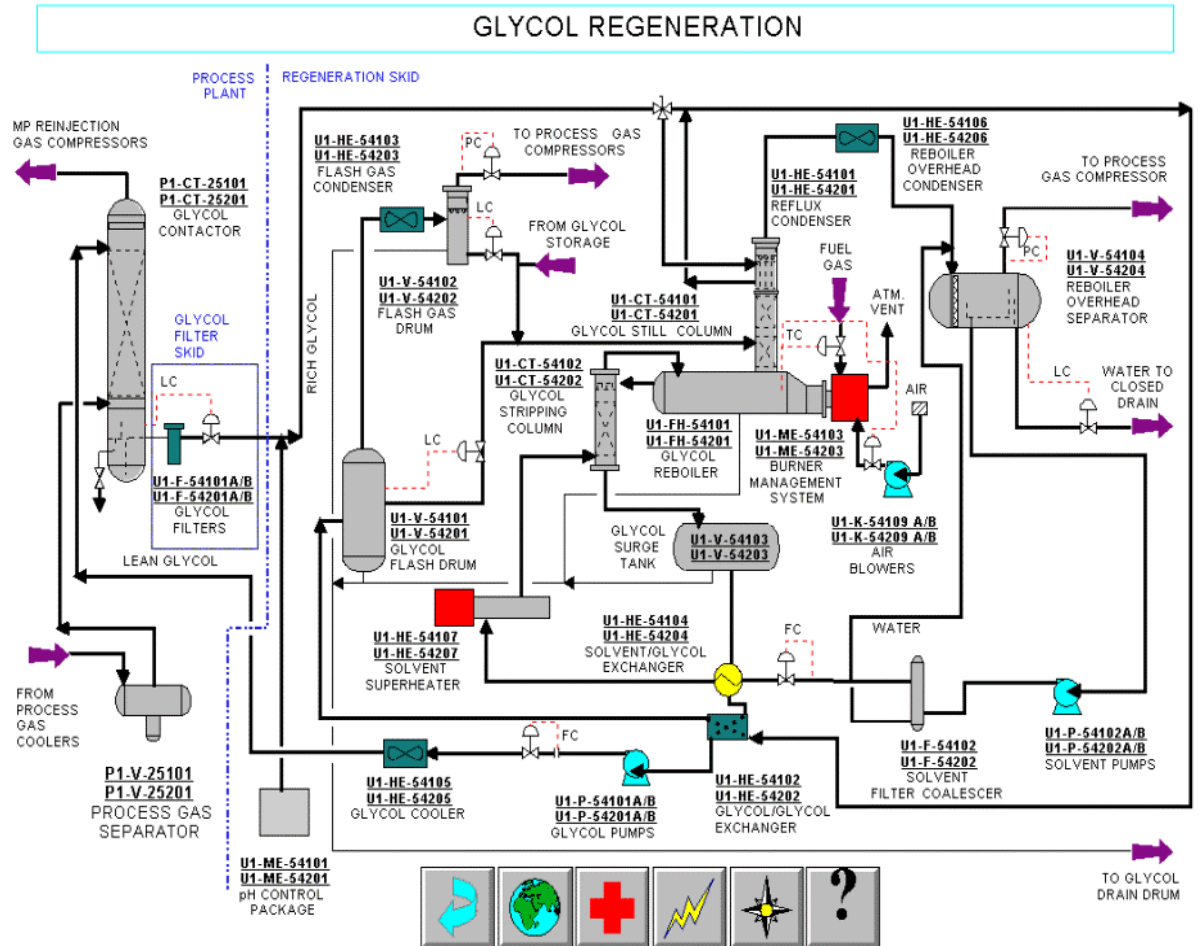 GLYCOL REGENERATION
PROCESS
PLANT
REGENERATION SKID
MP REINJECTION
GAS COMPRESSORS
P1-CT-25101
P1-CT-25201
GLYCOL
CONTACTOR
U1-HE-54103
U1-HE-54203
FLASH GAS
CONDENSER
PC
TO PROCESS GAS
COMPRESSORS
LC
FROM GLYCOL
STORAGE
U1-HE-54101
U1-HE-54201
REFLUX
CONDENSER
U1-HE-54106
U1-HE-54206
REBOILER
OVERHEAD
CONDENSER
TO PROCESS
GAS COMPRESSOR
PC
U1-V-54104
U1-V-54204
REBOILER
OVERHEAD
SEPARATOR
FUEL
GAS
ATM.
VENT
U1-V-54102
U1-V-54202
FLASH GAS
DRUM
U1-CT-54101
U1-CT-54201
GLYCOL STILL COLUMN
TC
GLYCOL
FILTER
SKID
LC
RICH GLYCOL
U1-CT-54102
U1-CT-54202
GLYCOL
STRIPPING
COLUMN
AIR
LC
WATER TO
CLOSED
DRAIN
U1-FH-54101
U1-FH-54201
GLYCOL
REBOILER
U1-ME-54103
U1-ME-54203
BURNER
MANAGEMENT
SYSTEM
LC
U1-F-54101A/B
U1-F-54201A/B
GLYCOL
FILTERS
U1-V-54101
U1-V-54201
GLYCOL
FLASH DRUM
GLYCOL
SURGE
TANK
U1-V-54103
U1-V-54203
U1-K-54109 A/B
U1-K-54209 A/B
AIR
BLOWERS
LEAN GLYCOL
U1-HE-54107
U1-HE-54207
SOLVENT
SUPERHEATER
U1-HE-54104
U1-HE-54204
SOLVENT/GLYCOL
EXCHANGER
FC
WATER
FROM
PROCESS
GAS
COOLERS
P1-V-25101
P1-V-25201
PROCESS GAS
SEPARATOR
FC
U1-HE-54105
U1-HE-54205
GLYCOL COOLER
U1-P-54101A/B
U1-P-54201A/B
GLYCOL PUMPS
U1-HE-54102
U1-HE-54202
GLYCOL/GLYCOL
EXCHANGER
U1-F-54102
U1-F-54202
SOLVENT
FILTER COALESCER
U1-P-54102A/B
U1-P-54202A/B
SOLVENT PUMPS
U1-ME-54101
U1-ME-54201
pH CONTROL
PACKAGE
TO GLYCOL
DRAIN DRUM
?